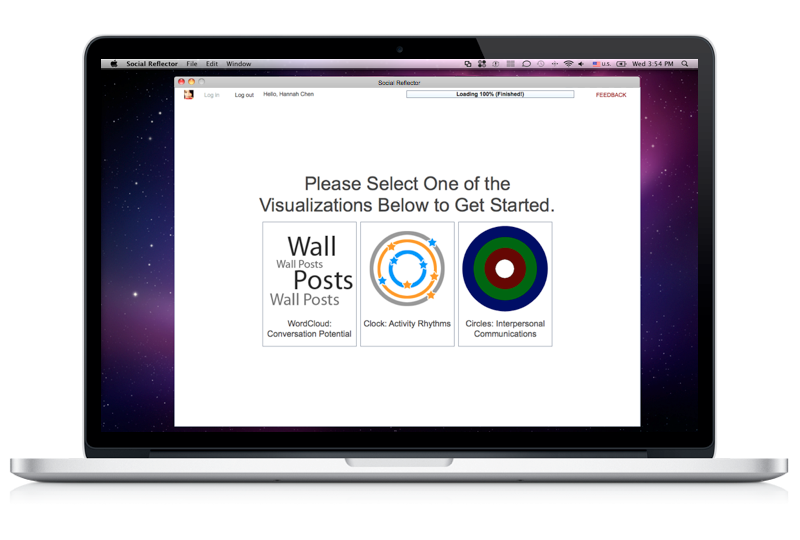 Social Reflector File Edit Window U.S. Wed 3:54 PM
Social Reflector
Log in Log out Hello, Hannah Chen Loading 100% (Finished!) FEEDBACK
Please Select One of the
Visualizations Below to Get Started.
Wall
Wall Posts
Posts
Wall Posts
WordCloud:
Conversation Potential
Clock: Activity Rhythms
Circles: Interpersonal
Communications